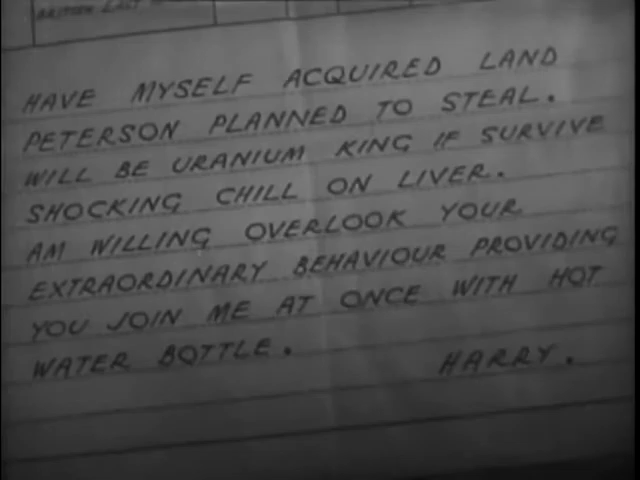 HAVE MYSELF ACQUIRED LAND
PETERSON PLANNED TO STEAL.
WILL BE URANIUM KING IF SURVIVE
SHOCKING CHILL ON LIVER.
AM WILLING OVERLOOK YOUR
EXTRAORDINARY BEHAVIOUR PROVIDING
YOU JOIN ME AT ONCE WITH HOT
WATER BOTTLE.
HARRY.